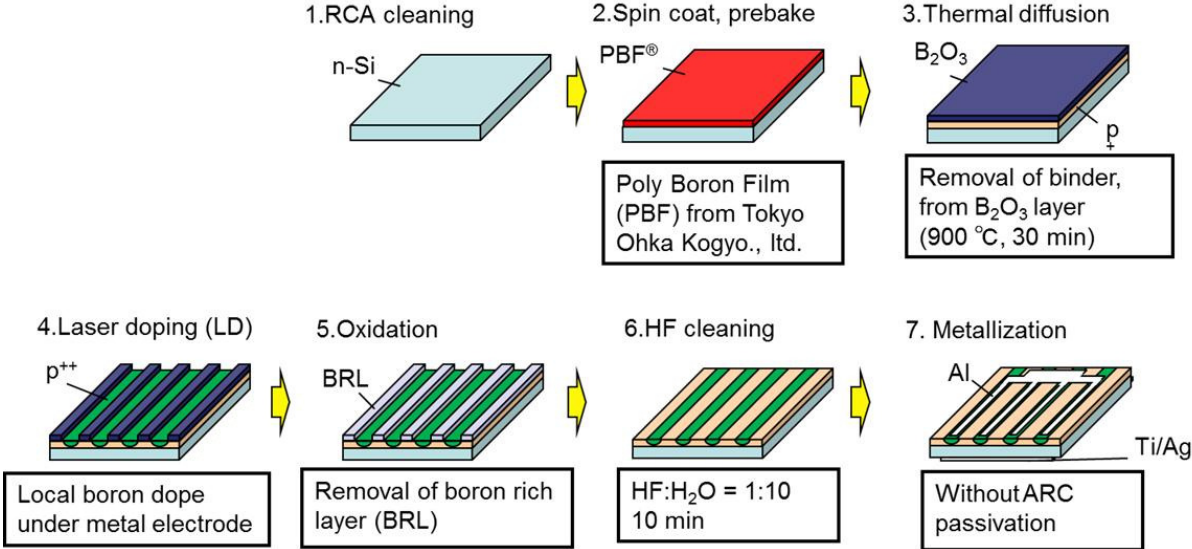 1.RCA cleaning
n-Si
2.Spin coat, prebake
PBF®
Poly Boron Film
(PBF) from Tokyo
Ohka Kogyo., ltd.
3.Thermal diffusion
B₂O₃
p
+
Removal of binder,
from B₂O₃ layer
(900 ℃, 30 min)
4.Laser doping (LD)
p⁺⁺
Local boron dope
under metal electrode
5.Oxidation
BRL
Removal of boron rich
layer (BRL)
6.HF cleaning
HF:H₂O = 1:10
10 min
7. Metallization
Al
Ti/Ag
Without ARC
passivation